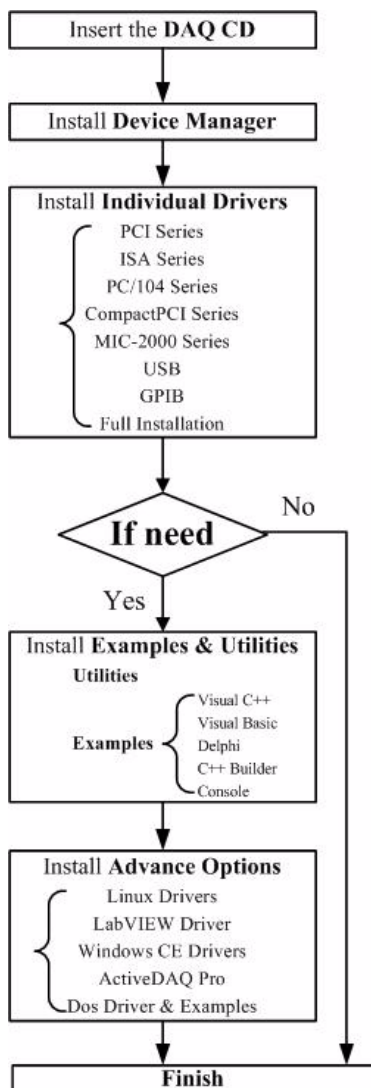 Insert the DAQ CD
Install Device Manager
Install Individual Drivers
PCI Series
ISA Series
PC/104 Series
CompactPCI Series
MIC-2000 Series
USB
GPIB
Full Installation
If need
No
Yes
Install Examples & Utilities
Utilities
Examples
Visual C++
Visual Basic
Delphi
C++ Builder
Console
Install Advance Options
Linux Drivers
LabVIEW Driver
Windows CE Drivers
ActiveDAQ Pro
Dos Driver & Examples
Finish